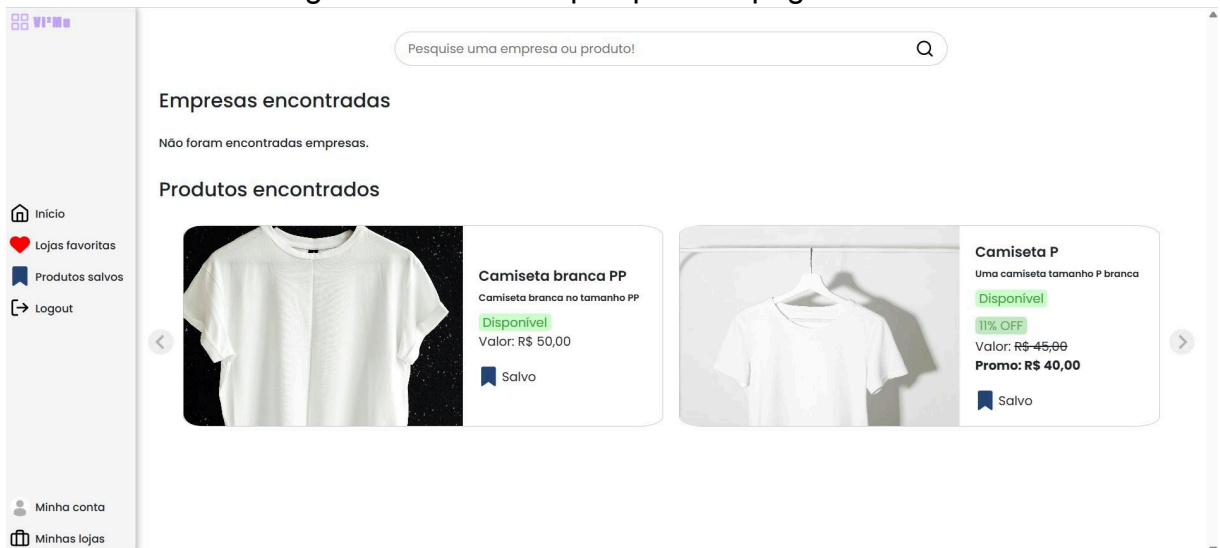 Pesquise uma empresa ou produto!
Empresas encontradas
Não foram encontradas empresas.
Produtos encontrados
Início
Lojas favoritas
Produtos salvos
Logout
Camiseta branca PP
Camiseta branca no tamanho PP
Disponível
Valor: R$ 50,00
Salvo
Camiseta P
Uma camiseta tamanho P branca
Disponível
11% OFF
Valor: R$ 45,00
Promo: R$ 40,00
Salvo
Minha conta
Minhas lojas